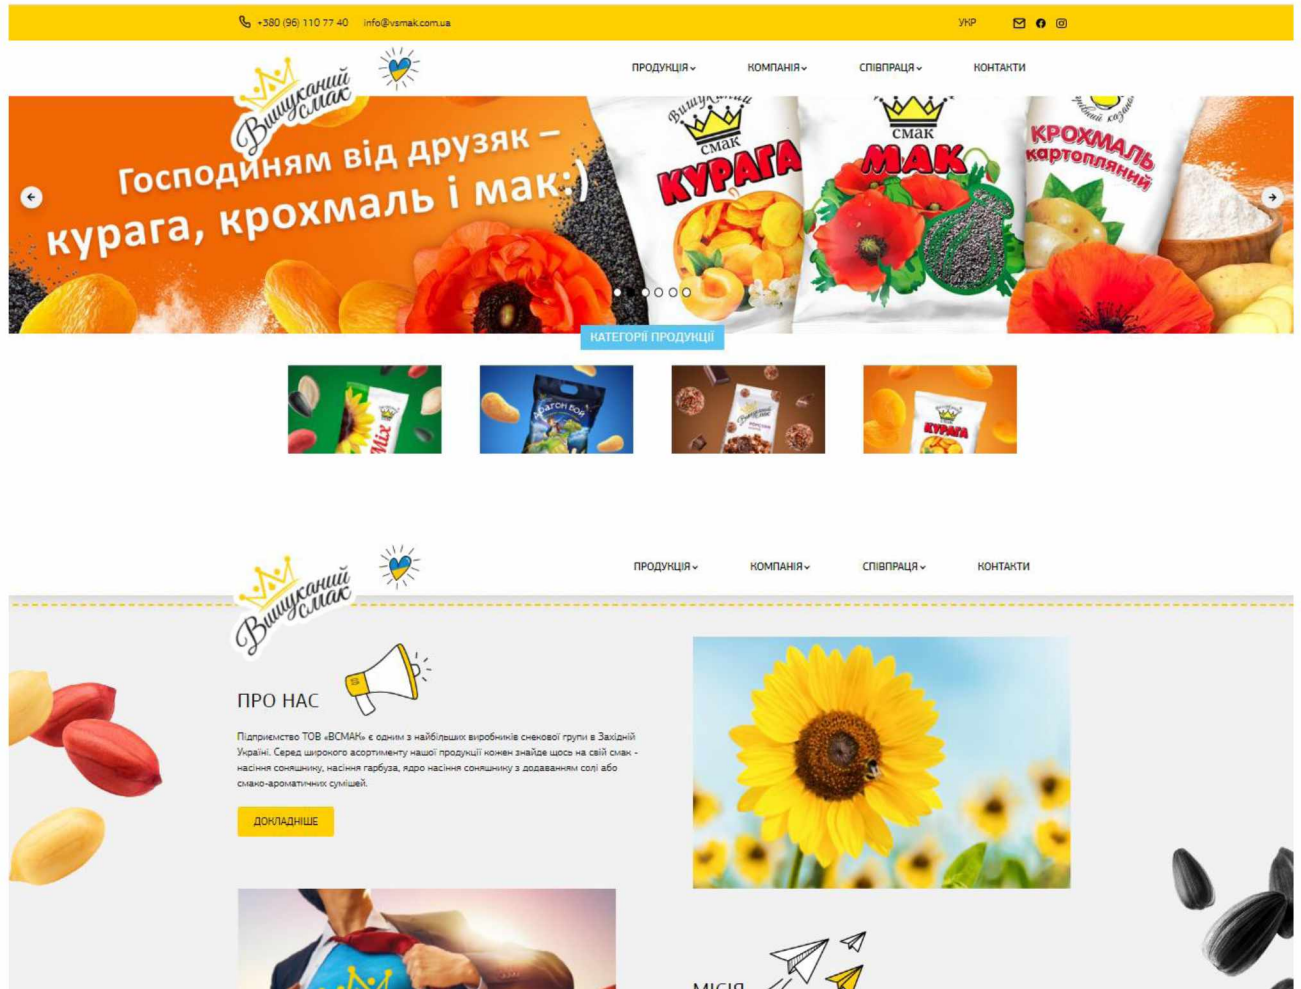 +380 (96) 110 77 40 info@vsmak.com.ua УКР
Вишуканий
смак
ПРОДУКЦІЯ КОМПАНІЯ СПІВПРАЦЯ КОНТАКТИ
Господиням від друзяк –
курага, крохмаль і мак:)
Вишуканий
смак
КУРАГА
смак
МАК
КРОХМАЛЬ
картопляний
КАТЕГОРІЇ ПРОДУКЦІЇ
Mix
Арагон бой
Вишуканий
смак
КУРАГА
Вишуканий
смак
ПРОДУКЦІЯ КОМПАНІЯ СПІВПРАЦЯ КОНТАКТИ
ПРО НАС
Підприємство ТОВ «ВСМАК» є одним з найбільших виробників снекової групи в Західній
Україні. Серед широкого асортименту нашої продукції кожен знайде щось на свій смак -
насіння соняшнику, насіння гарбуза, ядро насіння соняшнику з додаванням солі або
смако-ароматичних сумішей.
ДОКЛАДНІШЕ
МІСІЯ